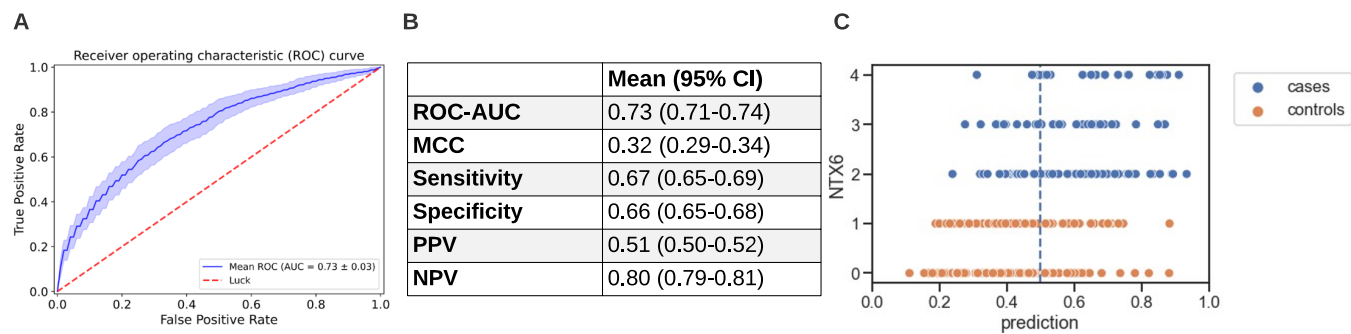 A
Receiver operating characteristic (ROC) curve
1.0
0.8
0.6
0.4
0.2
0.0
True Positive Rate
0.0 0.2 0.4 0.6 0.8 1.0
False Positive Rate
Mean ROC (AUC = 0.73 ± 0.03)
Luck
B
Mean (95% CI)
ROC-AUC 0.73 (0.71-0.74)
MCC 0.32 (0.29-0.34)
Sensitivity 0.67 (0.65-0.69)
Specificity 0.66 (0.65-0.68)
PPV 0.51 (0.50-0.52)
NPV 0.80 (0.79-0.81)
C
4
3
2
1
0
NTX6
0.0 0.2 0.4 0.6 0.8 1.0
prediction
cases
controls